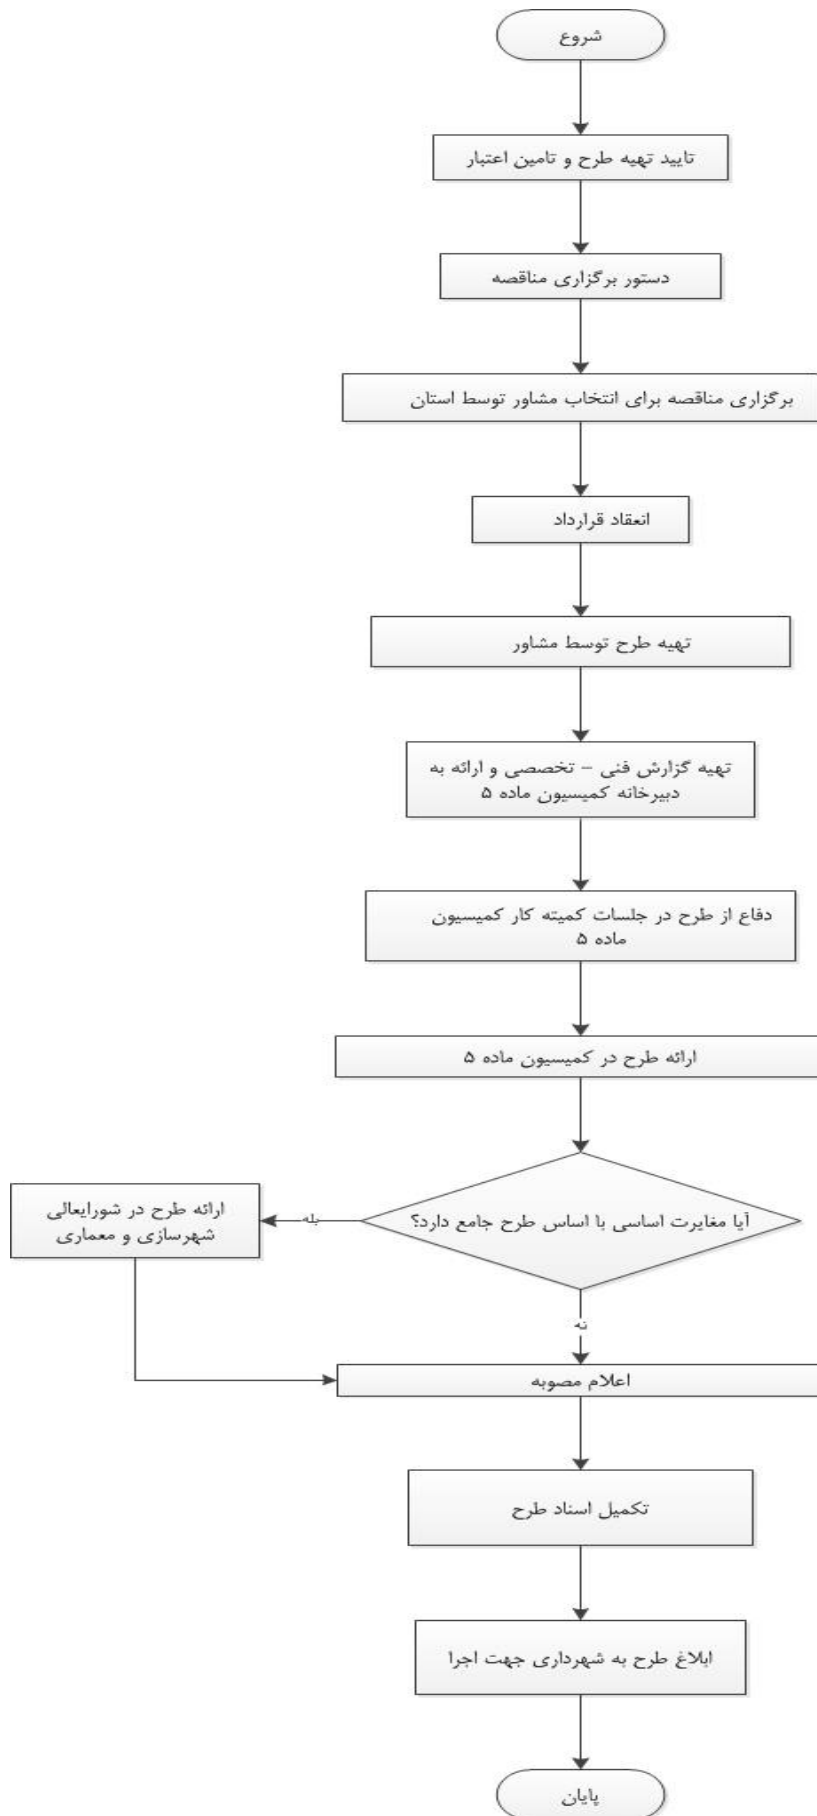 شروع
تایید تهیه طرح و تامین اعتبار
دستور برگزاری مناقصه
برگزاری مناقصه برای انتخاب مشاور توسط استان
انعقاد قرارداد
تهیه طرح توسط مشاور
تهیه گزارش فنی – تخصصی و ارائه به
دبیرخانه کمیسیون ماده ۵
دفاع از طرح در جلسات کمیته کار کمیسیون
ماده ۵
ارائه طرح در کمیسیون ماده ۵
آیا مغایرت اساسی با اساس طرح جامع دارد؟
بله
ارائه طرح در شورایعالی
شهرسازی و معماری
نه
اعلام مصوبه
تکمیل اسناد طرح
ابلاغ طرح به شهرداری جهت اجرا
پایان